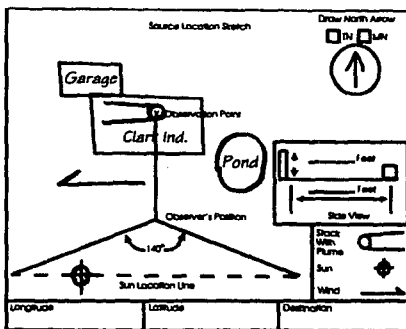 Source Location Stretch
Draw North Arrow
TN MN
Garage
Observation Point
Clark Ind.
Pond
Feet
Feet
Side View
Observer's Position
140°
Stack
With
Plume
Sun
Wind
Sun Location Line
Longitude Latitude Destination